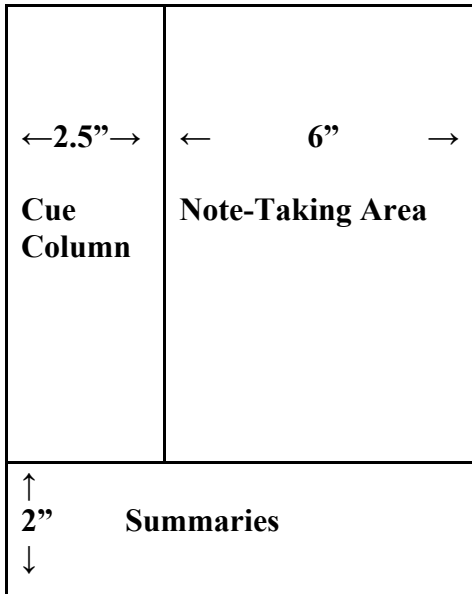 ←2.5”→
Cue
Column
← 6” →
Note-Taking Area
↑
2” Summaries
↓